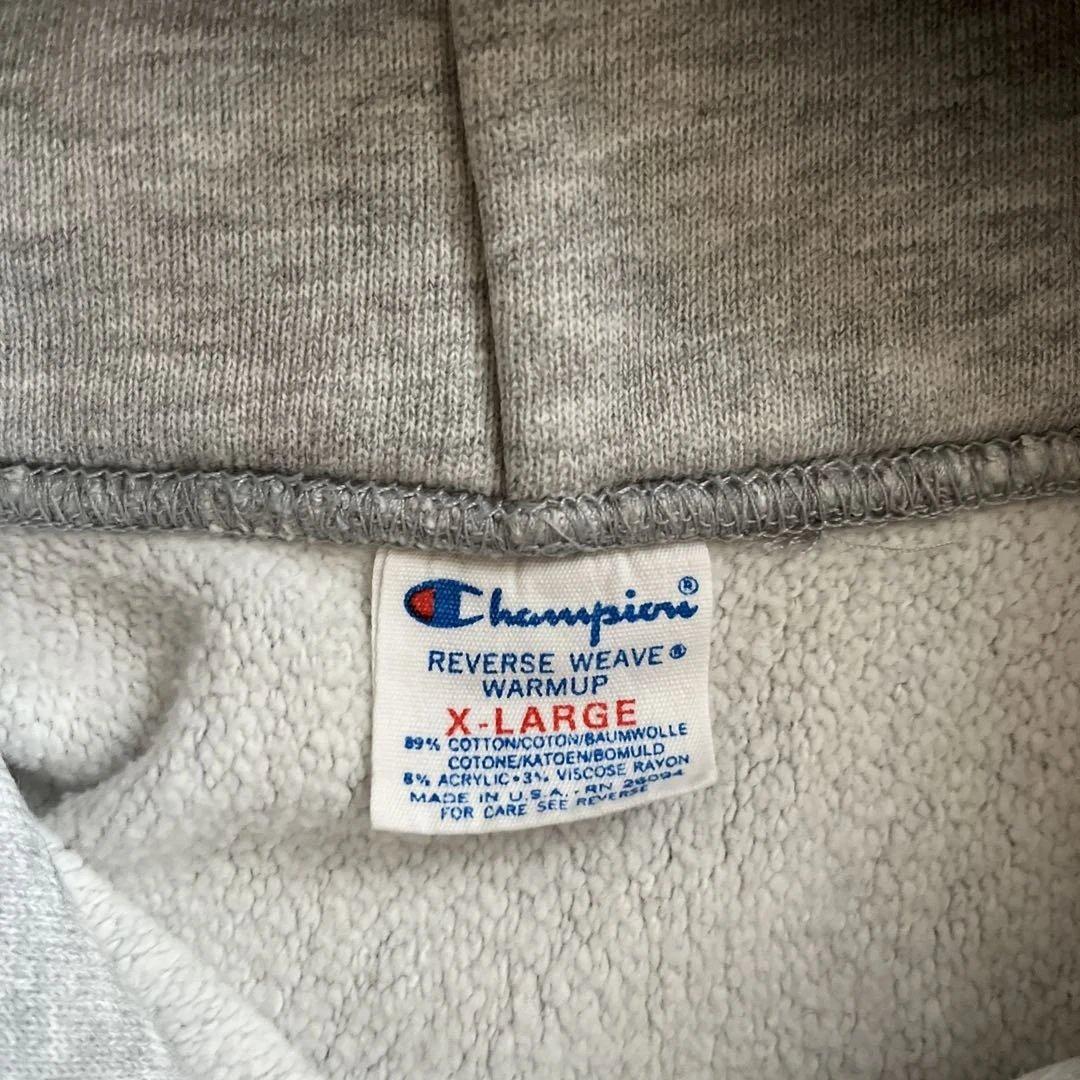 Champion®
REVERSE WEAVE®
WARMUP
X-LARGE
89% COTTON/COTON/BAUMWOLLE
COTONE/KATOEN/BOMULD
8% ACRYLIC • 3% VISCOSE RAYON
MADE IN U.S.A. - RN 26094
FOR CARE SEE REVERSE